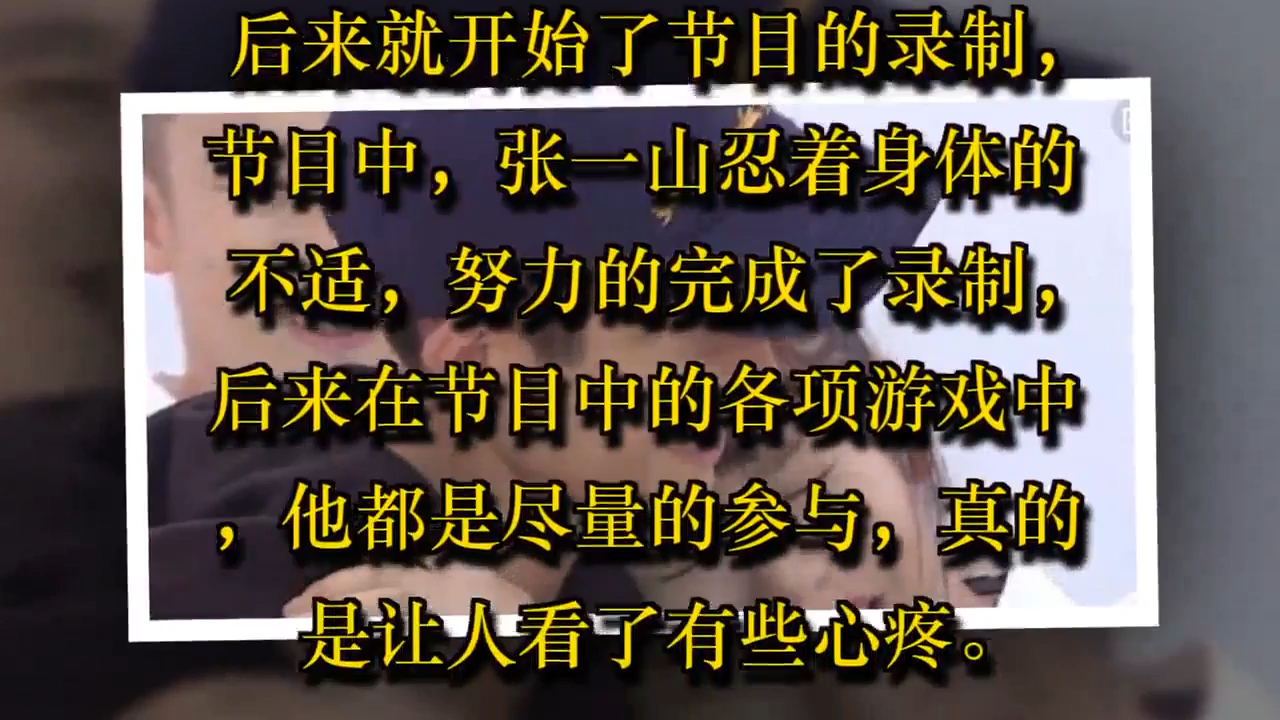 后来就开始了节目的录制，
节目中，张一山忍着身体的
不适，努力的完成了录制，
后来在节目中的各项游戏中
，他都是尽量的参与，真的
是让人看了有些心疼。